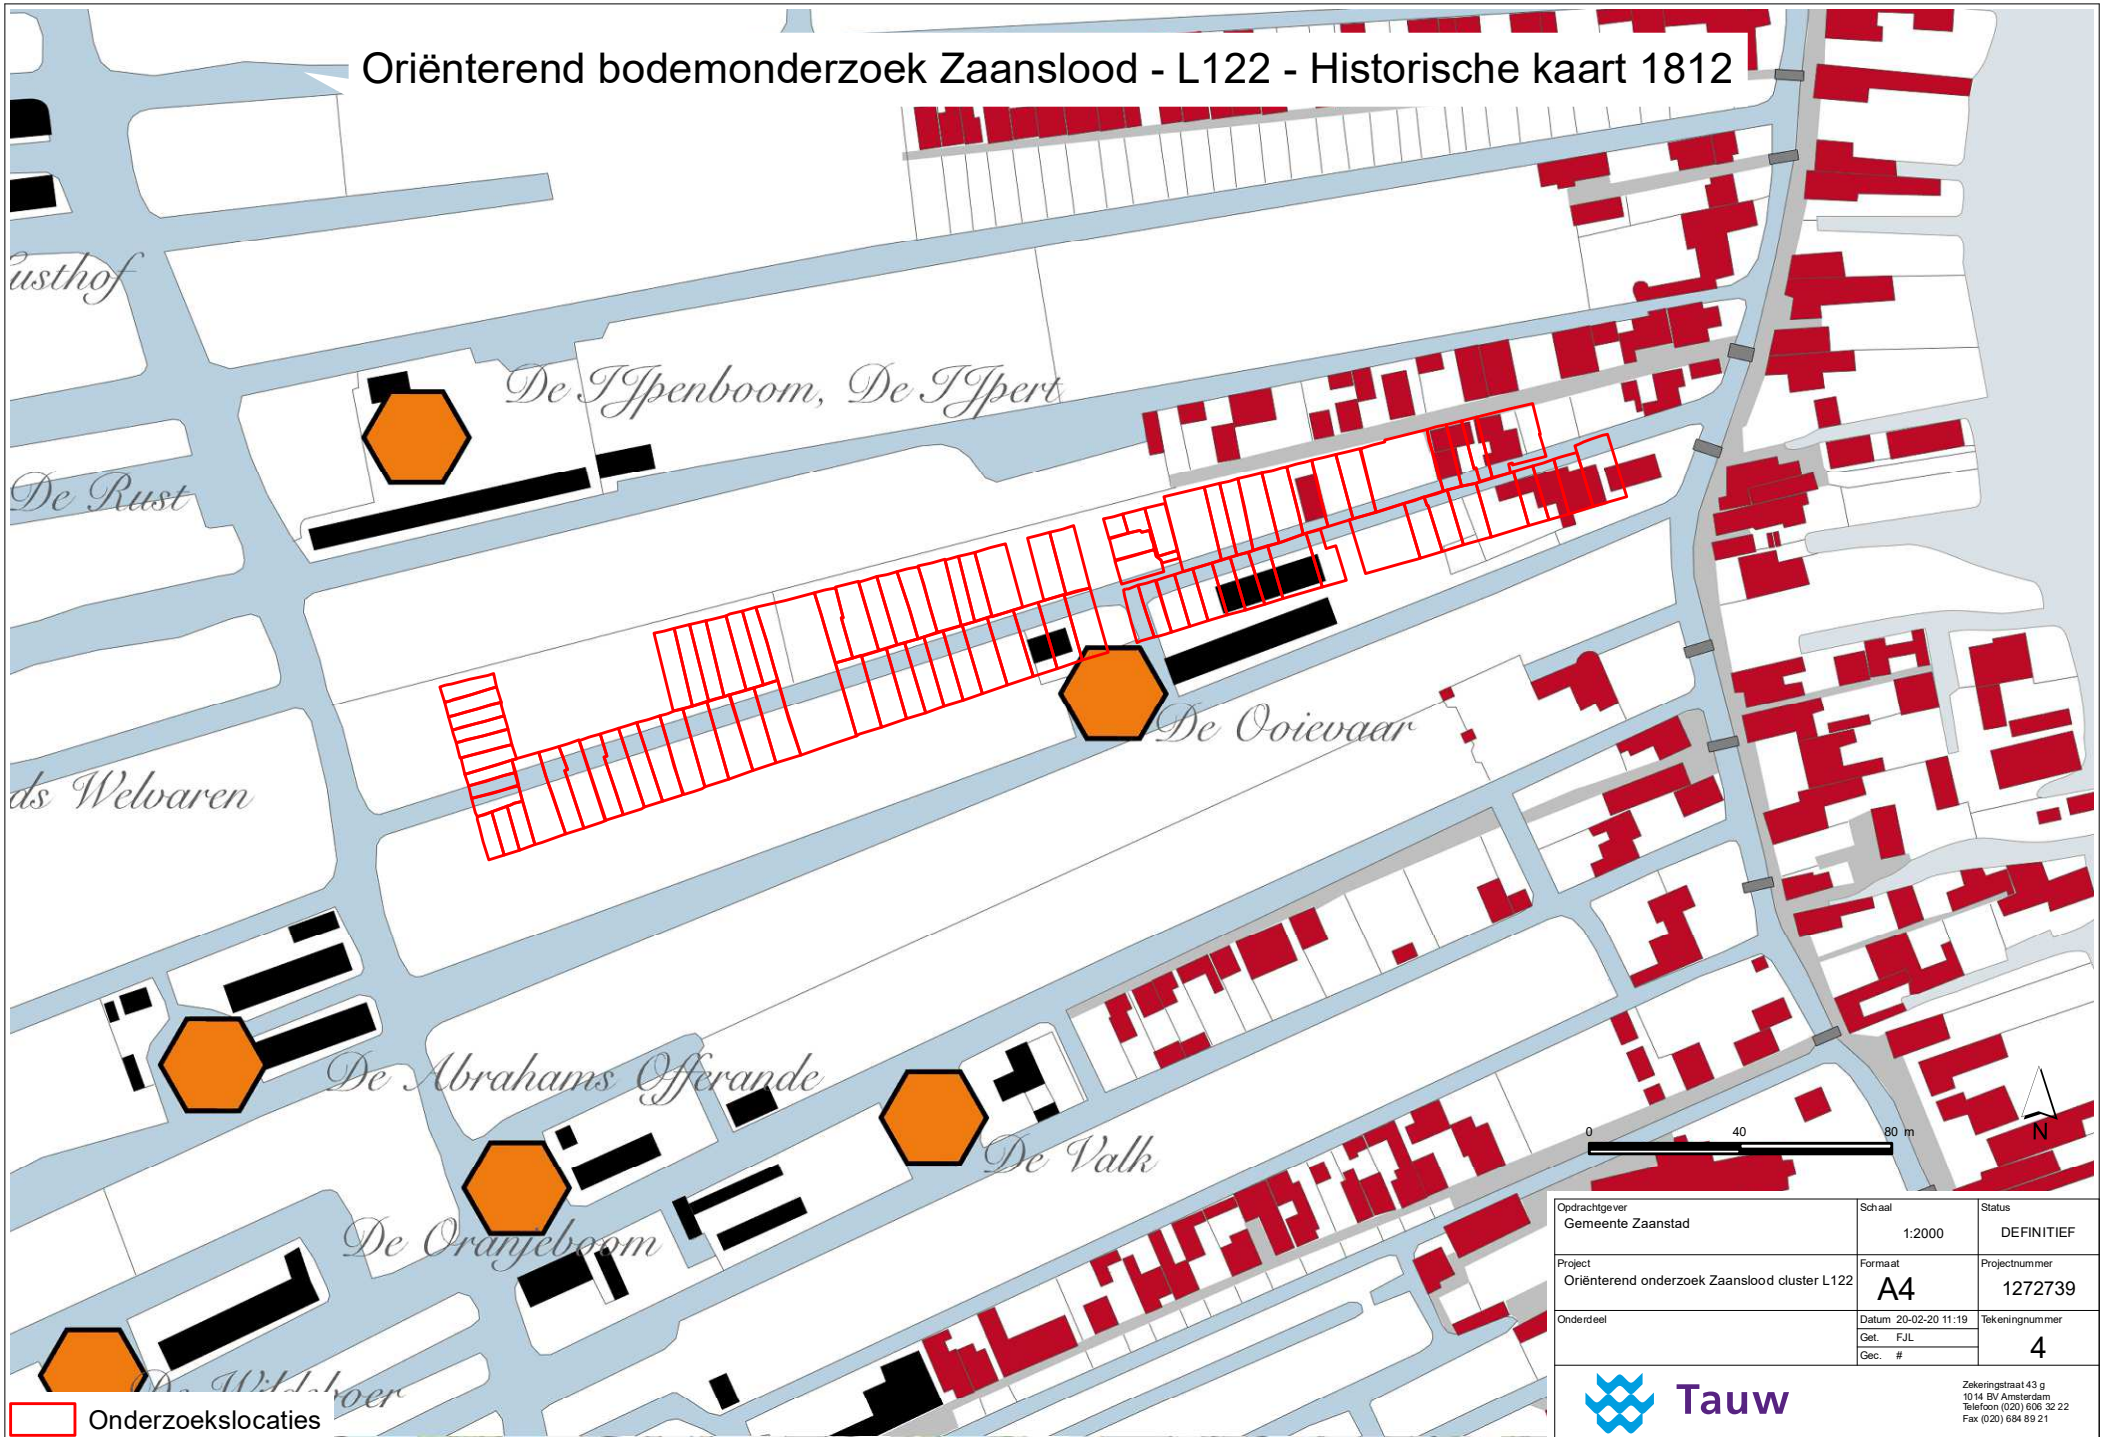 Oriënterend bodemonderzoek Zaanslood - L122 - Historische kaart 1812
usthof
De IJpenboom, De IJpert
De Rust
De Ooievaar
ds Welvaren
De Abrahams Offerande
De Valk
De Oranjeboom
De Wildeboer
0 40 80 m
N
Onderzoekslocaties
Opdrachtgever
Gemeente Zaanstad
Schaal
1:2000
Status
DEFINITIEF
Project
Oriënterend onderzoek Zaanslood cluster L122
Formaat
A4
Projectnummer
1272739
Onderdeel
Datum 20-02-20 11:19
Get. FJL
Gec. #
Tekeningnummer
4
Tauw
Zekeringstraat 43 g
1014 BV Amsterdam
Telefoon (020) 606 32 22
Fax (020) 684 89 21